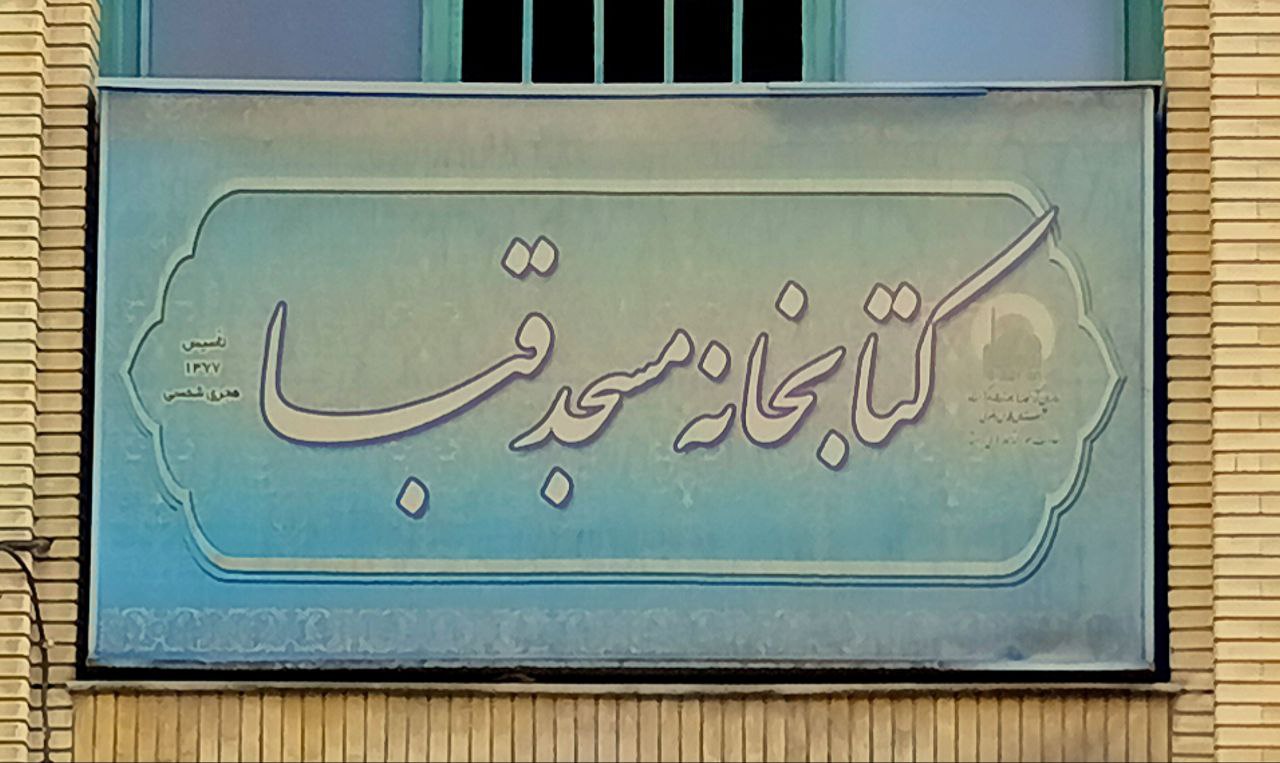 کتابخانه مسجد قبا
تاسیس
۱۳۷۷
هجری شمسی